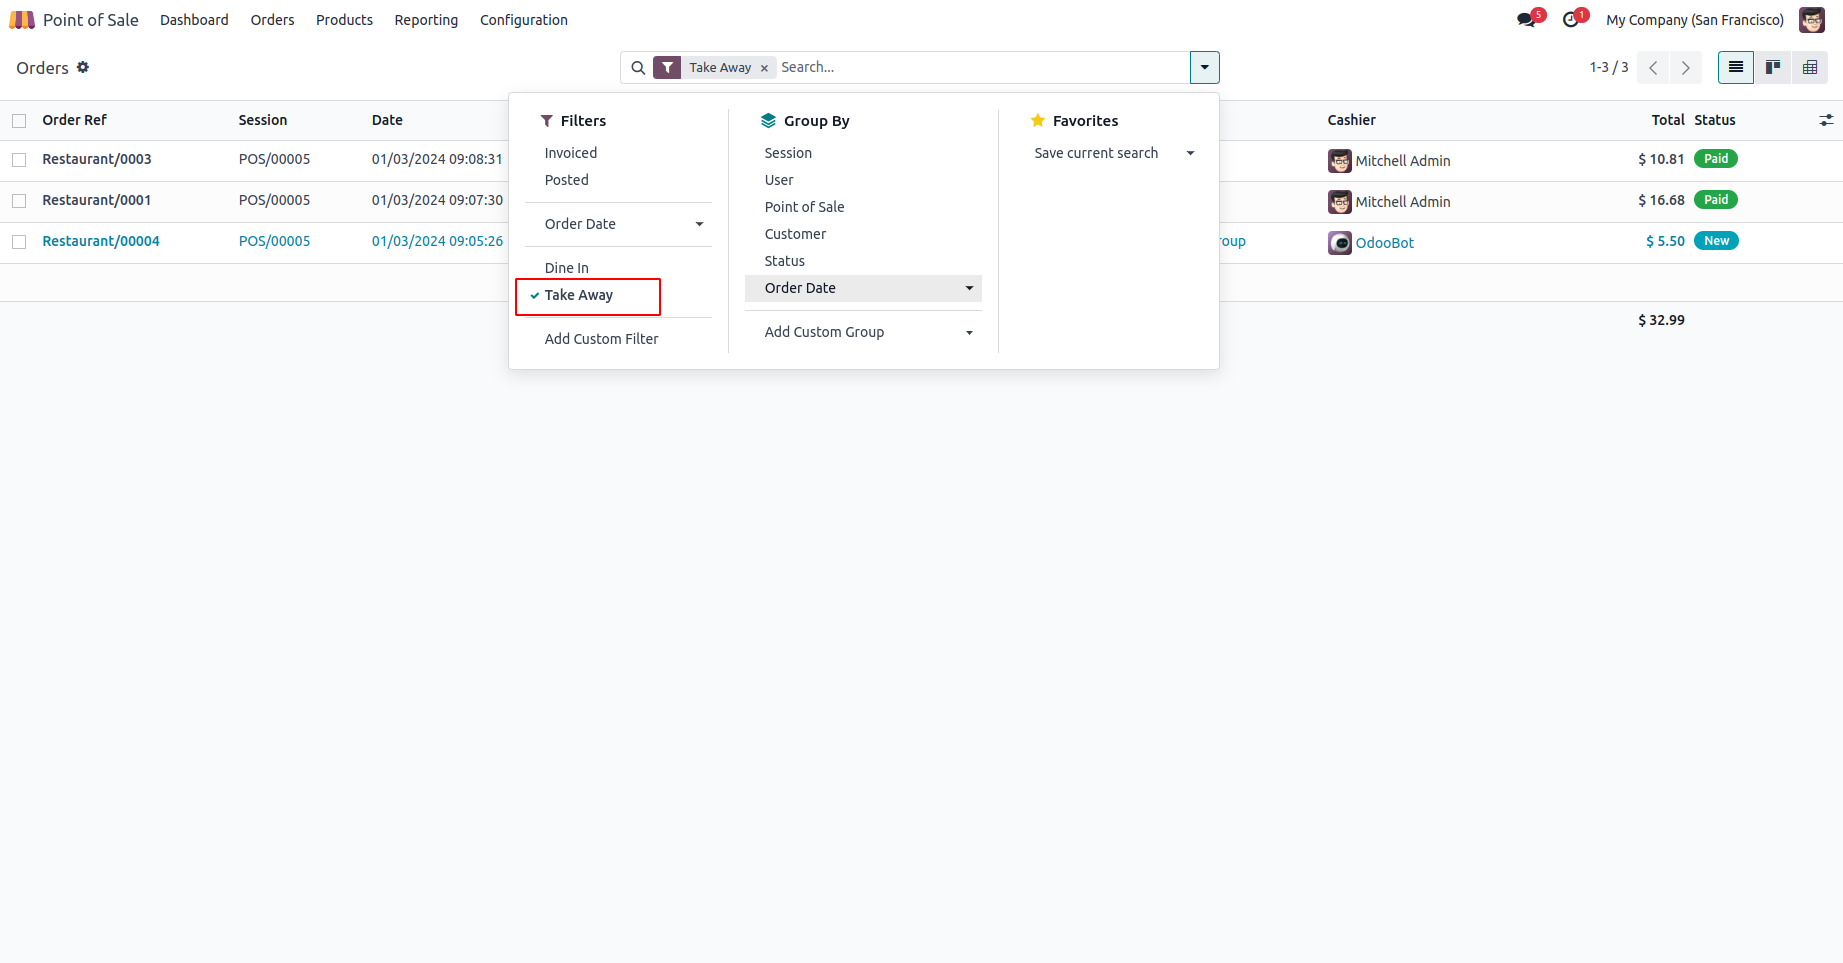 Point of Sale Dashboard Orders Products Reporting Configuration 5 1 My Company (San Francisco)
Orders Take Away × Search... 1-3 / 3
Order Ref Session Date Cashier Total Status
Restaurant/0003 POS/00005 01/03/2024 09:08:31 Mitchell Admin $ 10.81 Paid
Restaurant/0001 POS/00005 01/03/2024 09:07:30 Mitchell Admin $ 16.68 Paid
Restaurant/00004 POS/00005 01/03/2024 09:05:26 roup OdooBot $ 5.50 New
$ 32.99
Filters
Invoiced
Posted
Order Date
Dine In
Take Away
Add Custom Filter
Group By
Session
User
Point of Sale
Customer
Status
Order Date
Add Custom Group
Favorites
Save current search